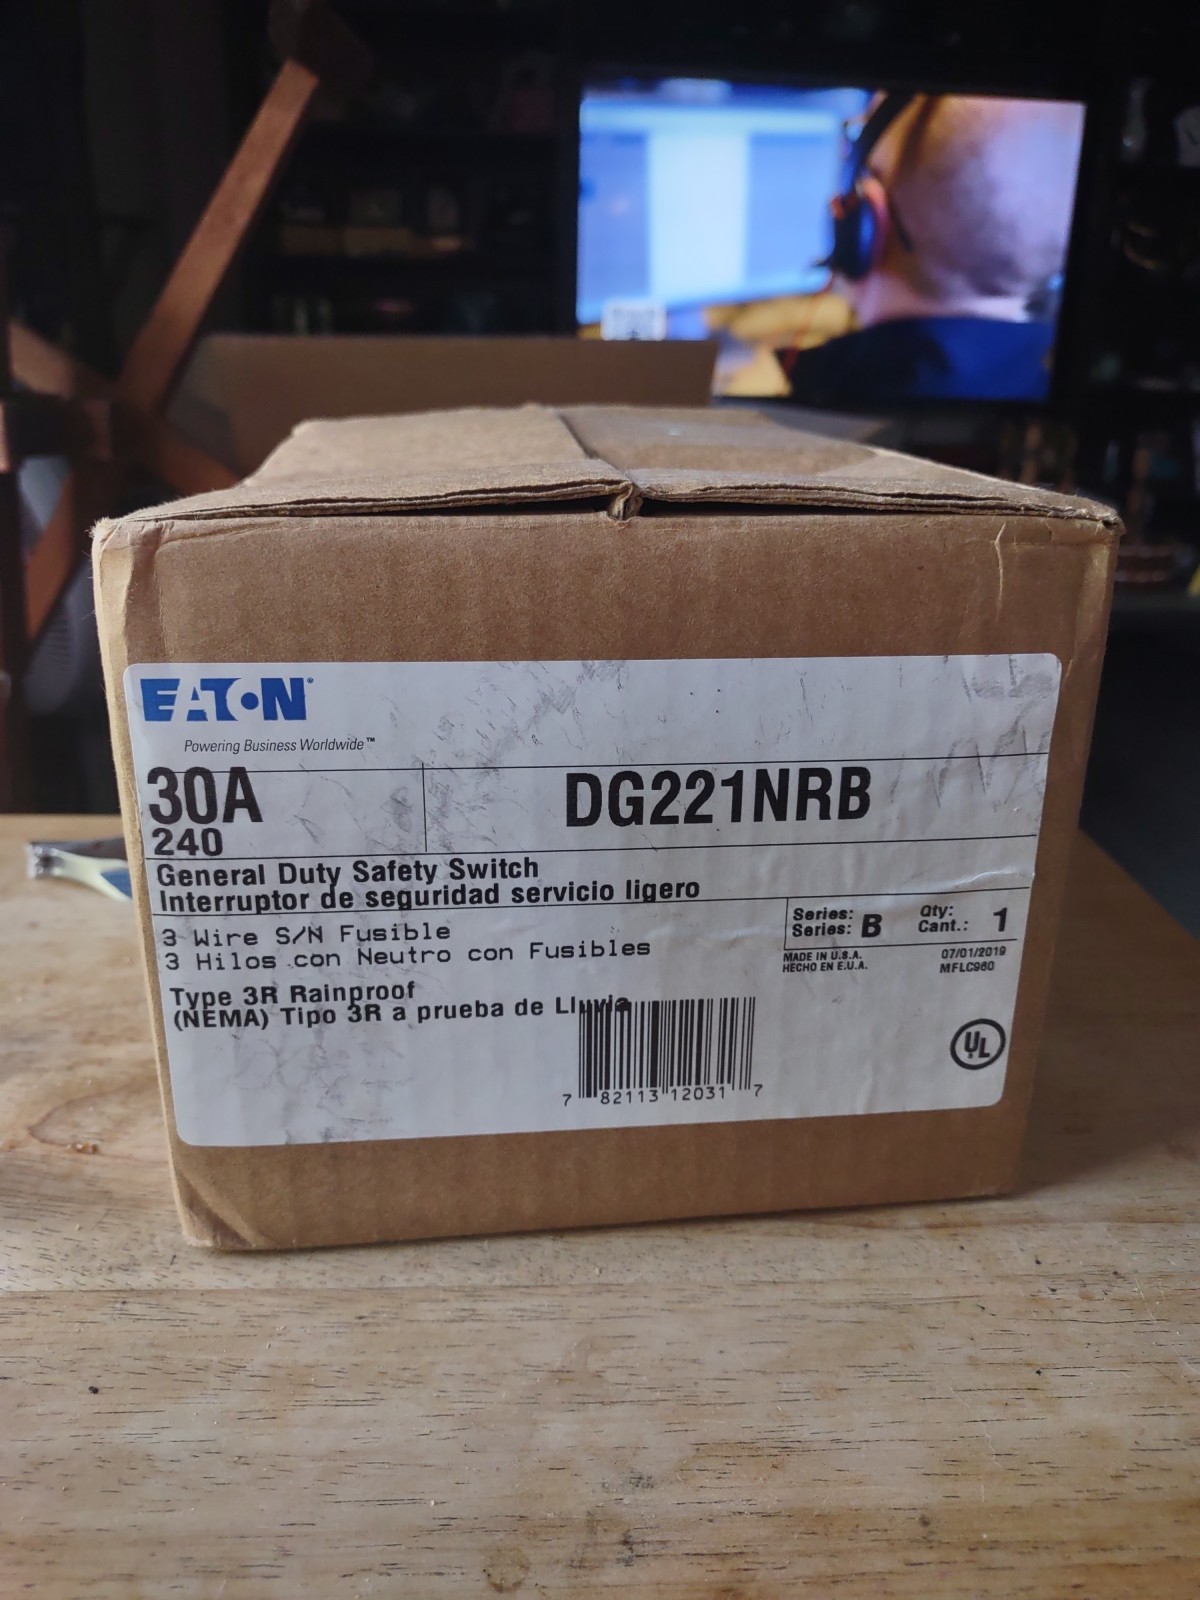 EATON®
Powering Business Worldwide™
30A
240
DG221NRB
General Duty Safety Switch
Interruptor de seguridad servicio ligero
3 Wire S/N Fusible
3 Hilos con Neutro con Fusibles
Series: B
Series:
Qty: 1
Cant.:
MADE IN U.S.A.
HECHO EN E.U.A.
07/01/2019
MFLC960
Type 3R Rainproof
(NEMA) Tipo 3R a prueba de Lluvia
7 82113 12031 7
UL